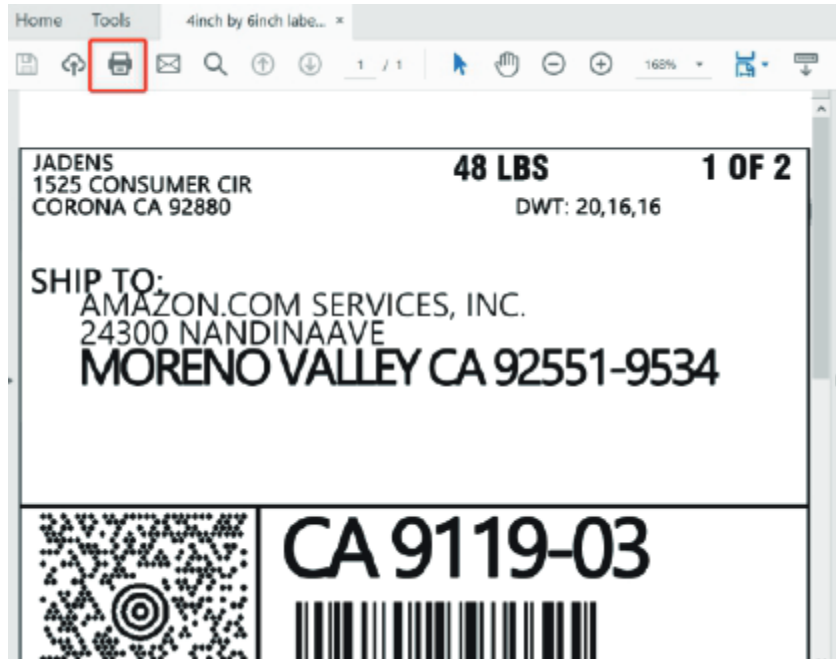 Home Tools 4inch by 6inch labe... ×
1 / 1 168%
JADENS
1525 CONSUMER CIR
CORONA CA 92880
48 LBS 1 OF 2
DWT: 20,16,16
SHIP TO:
AMAZON.COM SERVICES, INC.
24300 NANDINAAVE
MORENO VALLEY CA 92551-9534
CA 9119-03